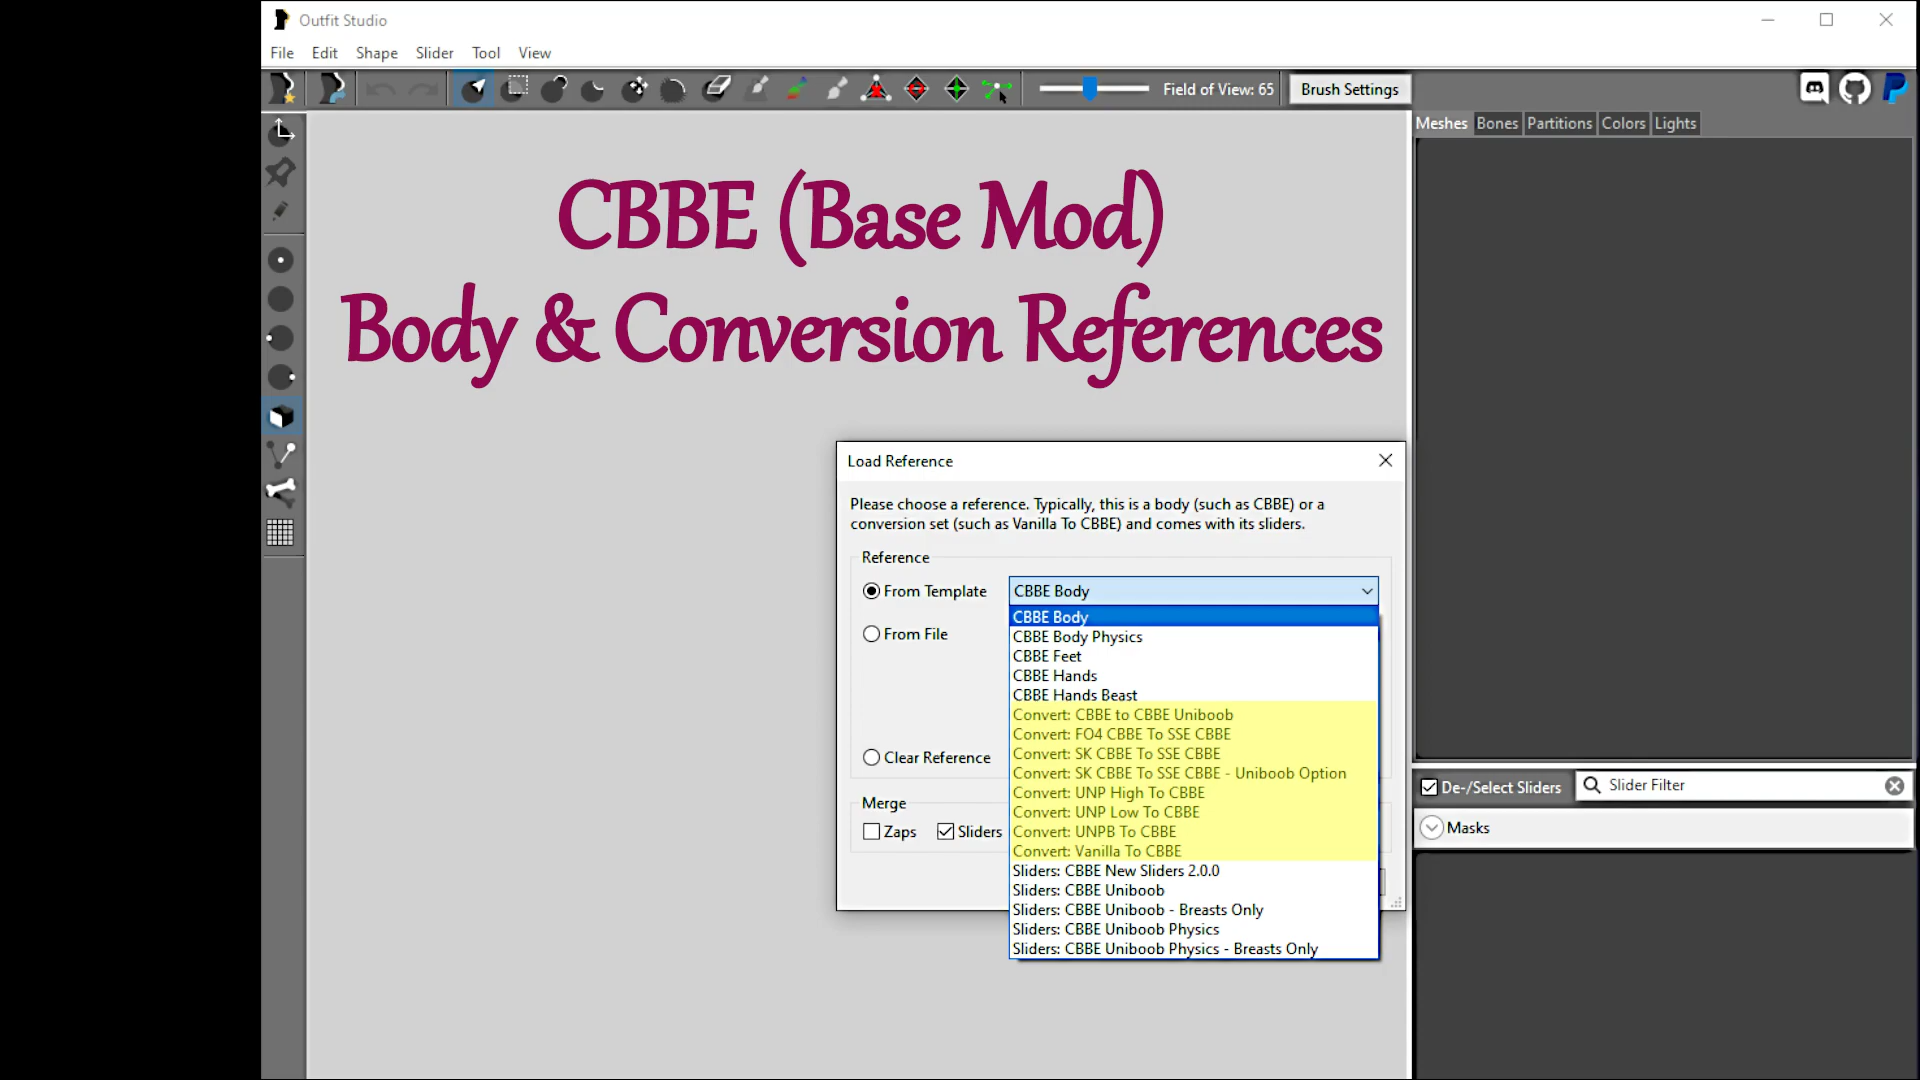 Outfit Studio
File Edit Shape Slider Tool View
Field of View: 65 Brush Settings
Meshes Bones Partitions Colors Lights
CBBE (Base Mod)
Body & Conversion References
Load Reference
Please choose a reference. Typically, this is a body (such as CBBE) or a
conversion set (such as Vanilla To CBBE) and comes with its sliders.
Reference
From Template CBBE Body
CBBE Body
CBBE Body Physics
From File
CBBE Feet
CBBE Hands
CBBE Hands Beast
Convert: CBBE to CBBE Uniboob
Convert: FO4 CBBE To SSE CBBE
Convert: SK CBBE To SSE CBBE
Clear Reference
Convert: SK CBBE To SSE CBBE - Uniboob Option
Convert: UNP High To CBBE
Merge
Convert: UNP Low To CBBE
Zaps Sliders Convert: UNPB To CBBE
Convert: Vanilla To CBBE
Sliders: CBBE New Sliders 2.0.0
Sliders: CBBE Uniboob
Sliders: CBBE Uniboob - Breasts Only
Sliders: CBBE Uniboob Physics
Sliders: CBBE Uniboob Physics - Breasts Only
De-/Select Sliders Slider Filter
Masks